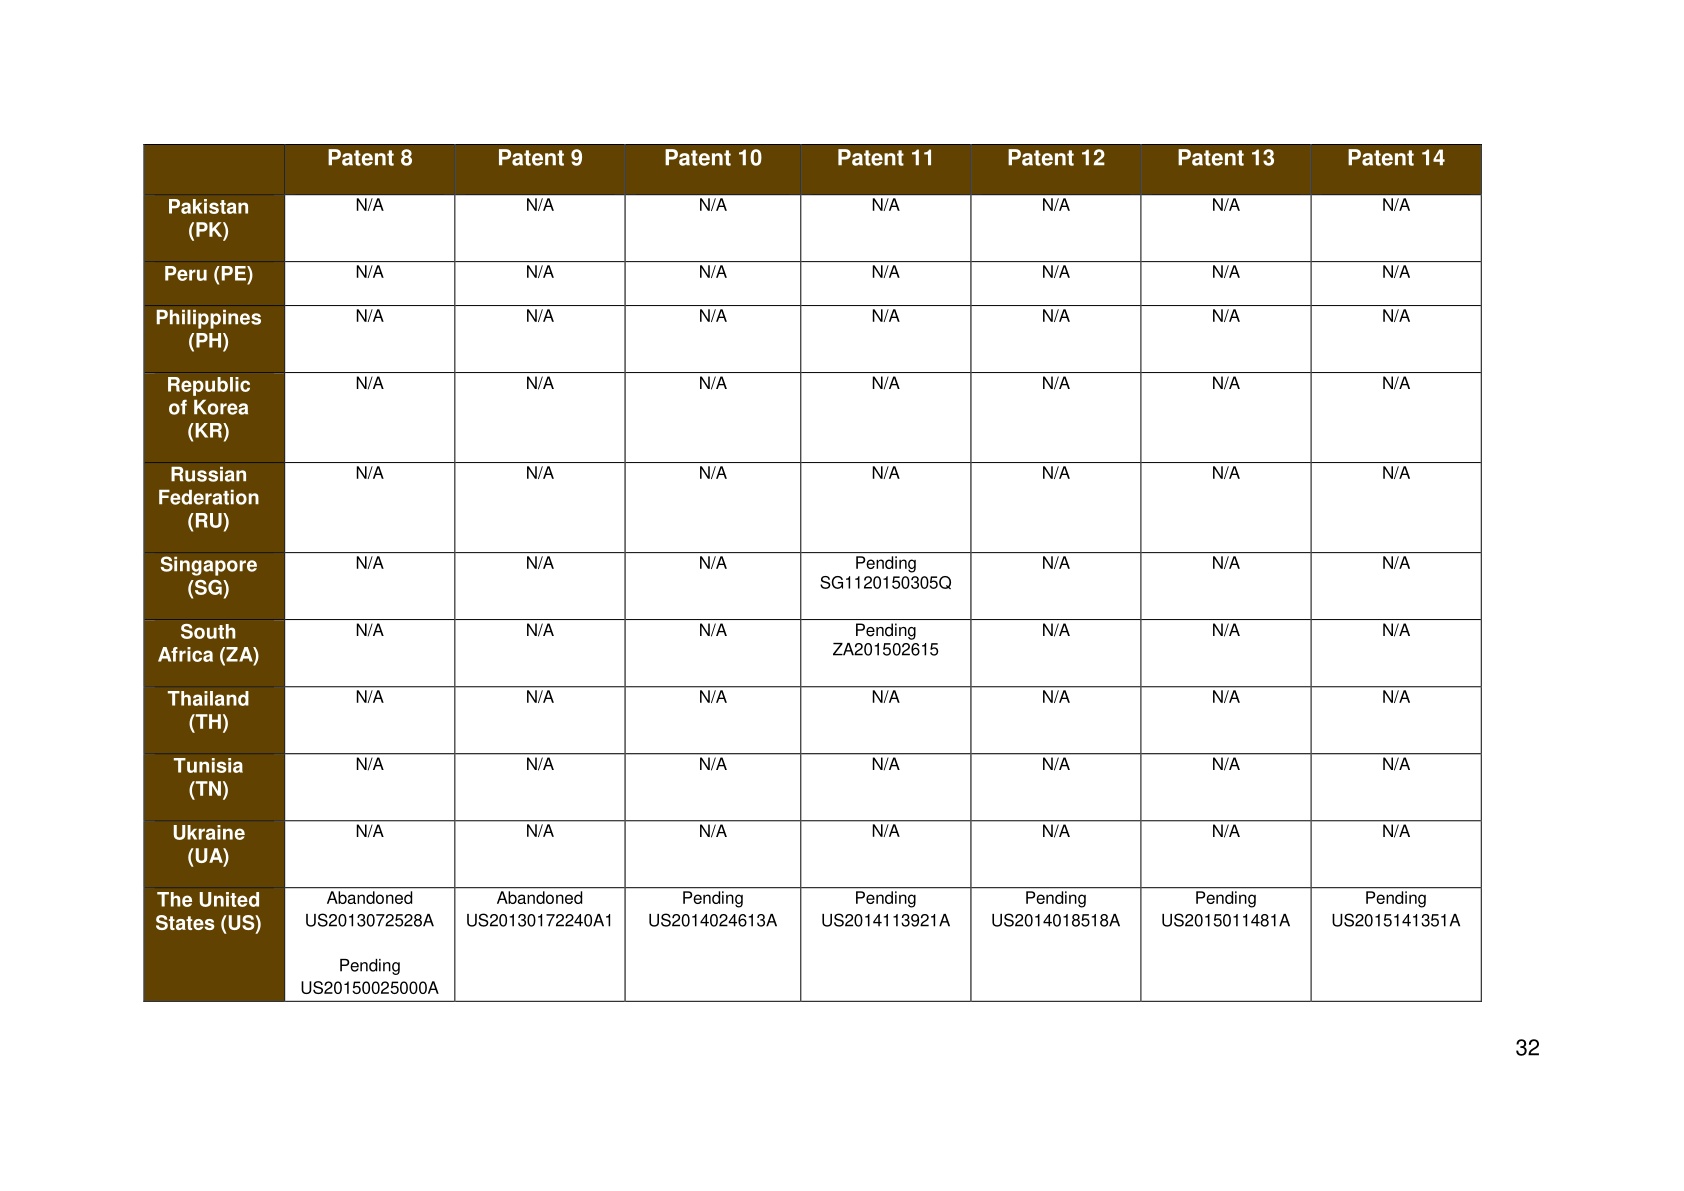 Patent 8 Patent 9 Patent 10 Patent 11 Patent 12 Patent 13 Patent 14
Pakistan N/A N/A N/A N/A N/A N/A N/A
(PK)
Peru (PE) N/A N/A N/A N/A N/A N/A N/A
Philippines N/A N/A N/A N/A N/A N/A N/A
(PH)
Republic N/A N/A N/A N/A N/A N/A N/A
of Korea
(KR)
Russian N/A N/A N/A N/A N/A N/A N/A
Federation
(RU)
Singapore N/A N/A N/A Pending N/A N/A N/A
(SG) SG1120150305Q
South N/A N/A N/A Pending N/A N/A N/A
Africa (ZA) ZA201502615
Thailand N/A N/A N/A N/A N/A N/A N/A
(TH)
Tunisia N/A N/A N/A N/A N/A N/A N/A
(TN)
Ukraine N/A N/A N/A N/A N/A N/A N/A
(UA)
The United Abandoned Abandoned Pending Pending Pending Pending Pending
States (US) US2013072528A US20130172240A1 US2014024613A US2014113921A US2014018518A US2015011481A US2015141351A
Pending
US20150025000A
32